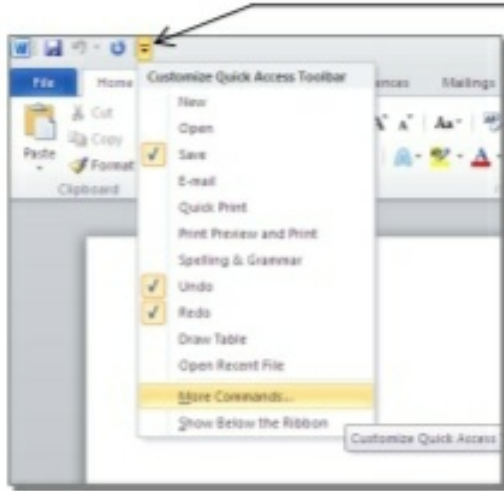 File Home ences Mailings
Customize Quick Access Toolbar
Cut
Copy
Paste
Format
Clipboard
Aa
A
New
Open
Save
E-mail
Quick Print
Print Preview and Print
Spelling & Grammar
Undo
Redo
Draw Table
Open Recent File
More Commands...
Show Below the Ribbon
Customize Quick Access